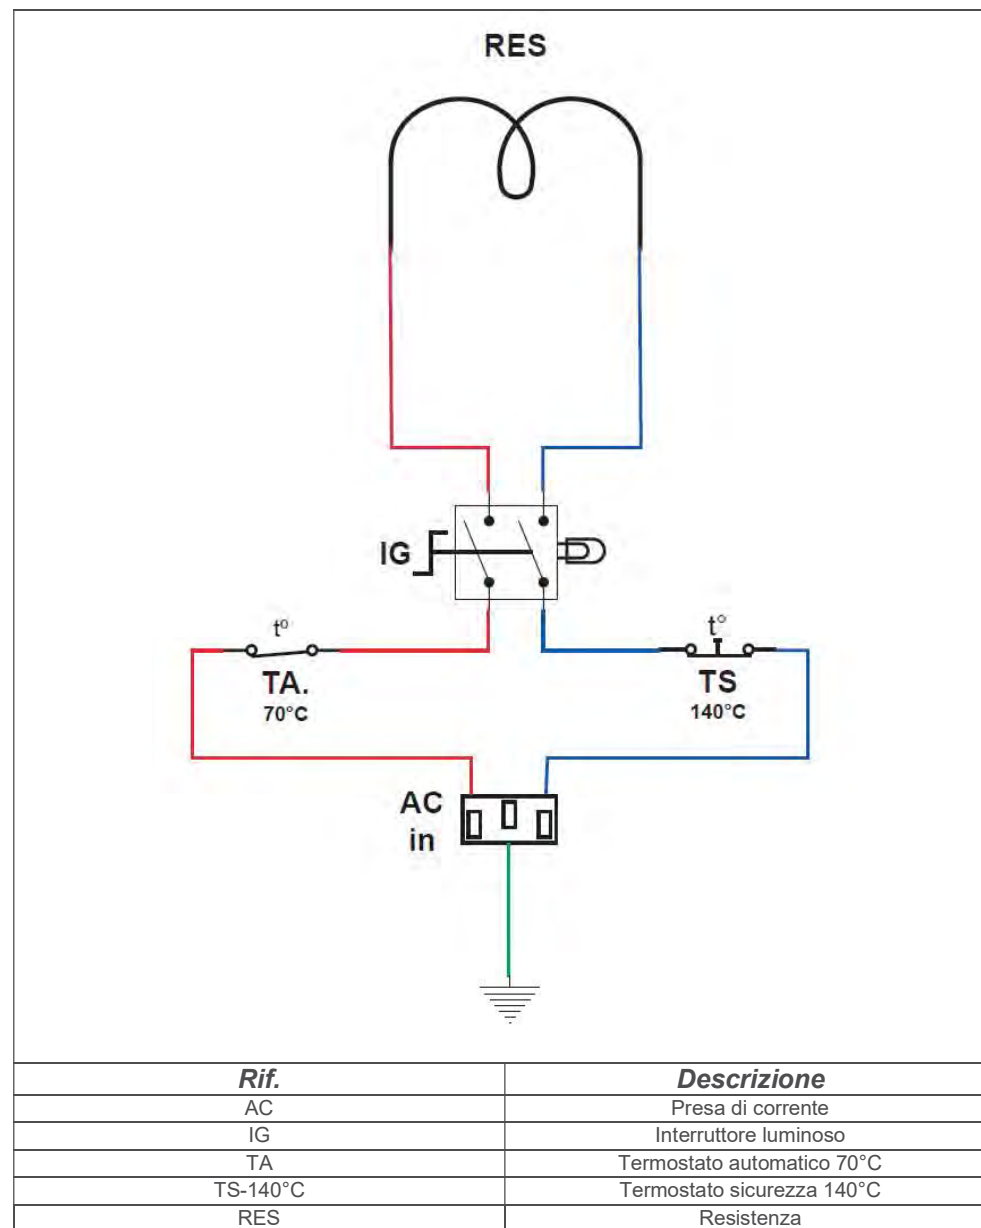 RES
IG
t°
TA.
70°C
t°
TS
140°C
AC
in
Rif. Descrizione
AC Presa di corrente
IG Interruttore luminoso
TA Termostato automatico 70°C
TS-140°C Termostato sicurezza 140°C
RES Resistenza